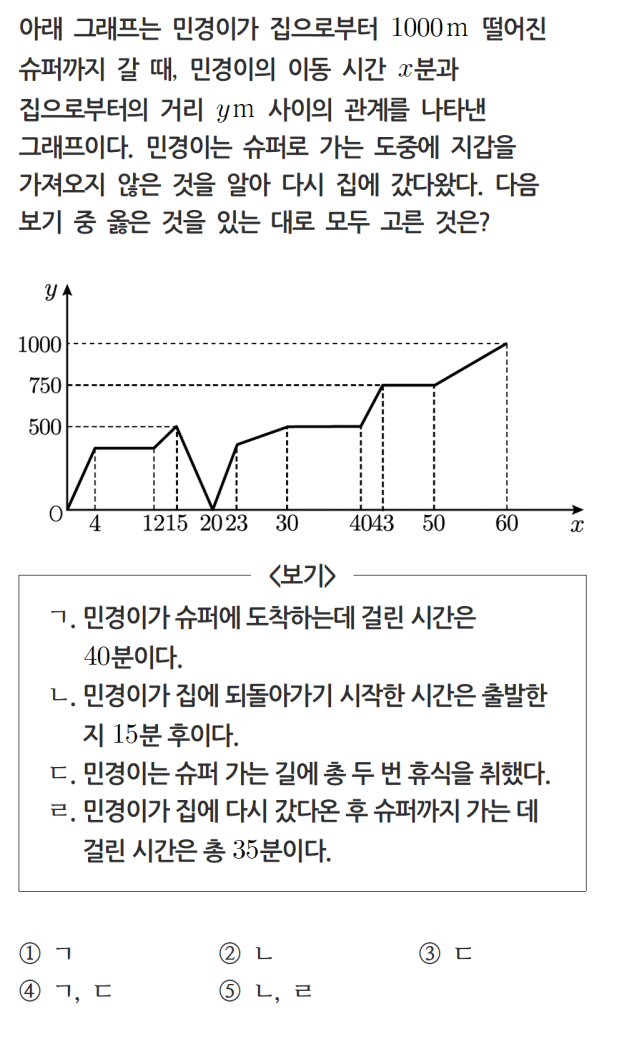 아래 그래프는 민경이가 집으로부터 1000m 떨어진
슈퍼까지 갈 때, 민경이의 이동 시간 x분과
집으로부터의 거리 ym 사이의 관계를 나타낸
그래프이다. 민경이는 슈퍼로 가는 도중에 지갑을
가져오지 않은 것을 알아 다시 집에 갔다왔다. 다음
보기 중 옳은 것을 있는 대로 모두 고른 것은?
y
1000
750
500
O 4 12 15 20 23 30 40 43 50 60 x
<보기>
ㄱ. 민경이가 슈퍼에 도착하는데 걸린 시간은
40분이다.
ㄴ. 민경이가 집에 되돌아가기 시작한 시간은 출발한
지 15분 후이다.
ㄷ. 민경이는 슈퍼 가는 길에 총 두 번 휴식을 취했다.
ㄹ. 민경이가 집에 다시 갔다온 후 슈퍼까지 가는 데
걸린 시간은 총 35분이다.
① ㄱ ② ㄴ ③ ㄷ
④ ㄱ, ㄷ ⑤ ㄴ, ㄹ